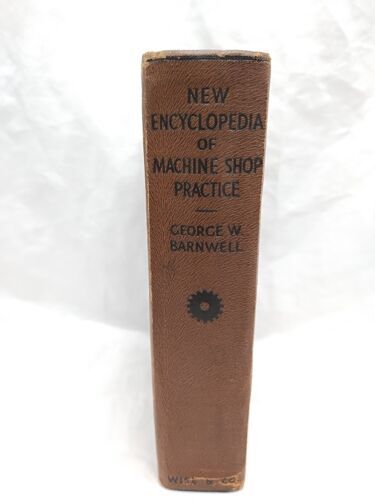 NEW
ENCYCLOPEDIA
OF
MACHINE SHOP
PRACTICE
GEORGE W.
BARNWELL
WISE & CO.